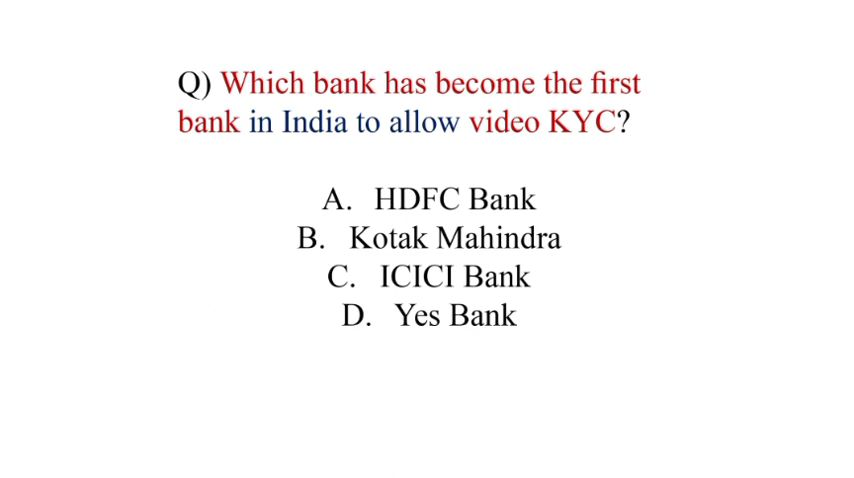 Q) Which bank has become the first
bank in India to allow video KYC?
A. HDFC Bank
B. Kotak Mahindra
C. ICICI Bank
D. Yes Bank